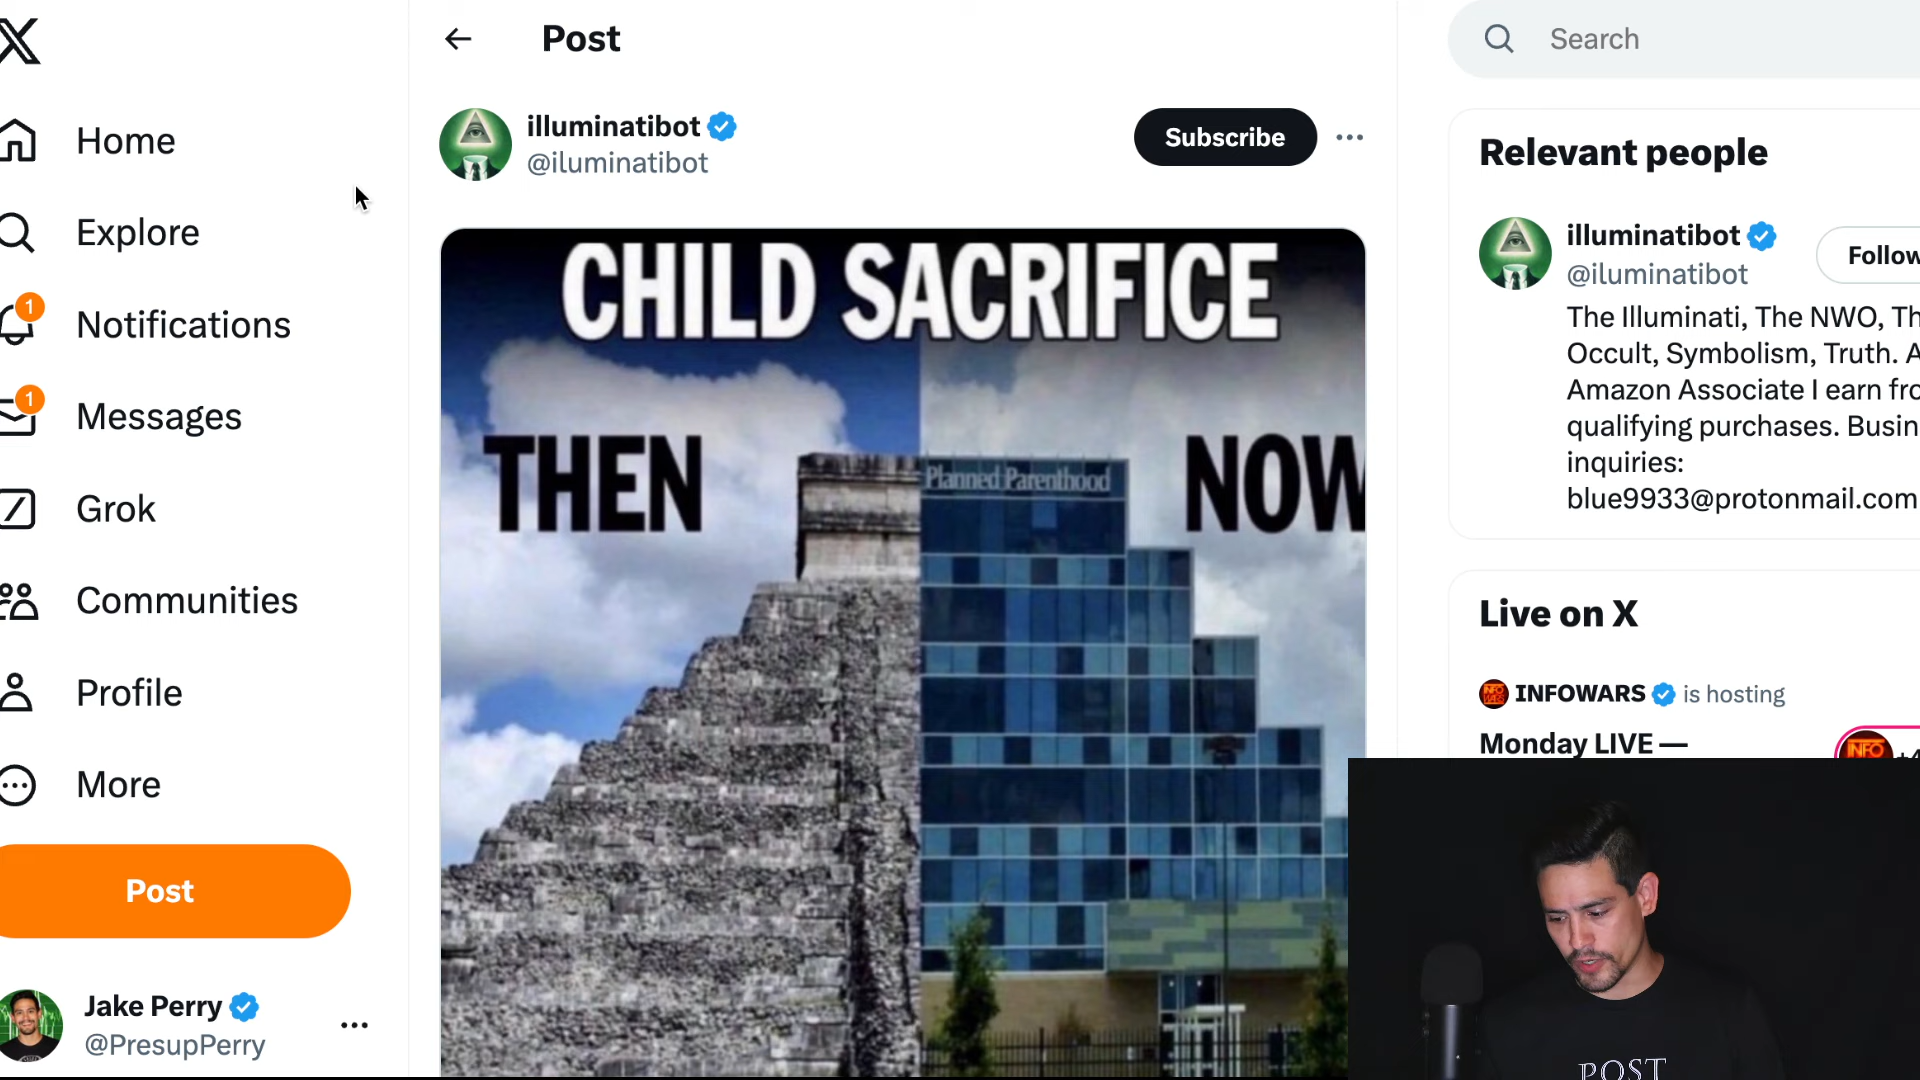 Home
Explore
1
Notifications
1
Messages
Grok
Communities
Profile
More
Post
Jake Perry
@PresupPerry
Post
illuminatibot
@iluminatibot
Subscribe
CHILD SACRIFICE
THEN
NOW
Planned Parenthood
Search
Relevant people
illuminatibot
@iluminatibot
Follow
The Illuminati, The NWO, Th
Occult, Symbolism, Truth. A
Amazon Associate I earn fro
qualifying purchases. Busin
inquiries:
blue9933@protonmail.com
Live on X
INFOWARS is hosting
Monday LIVE —
INFO
POST